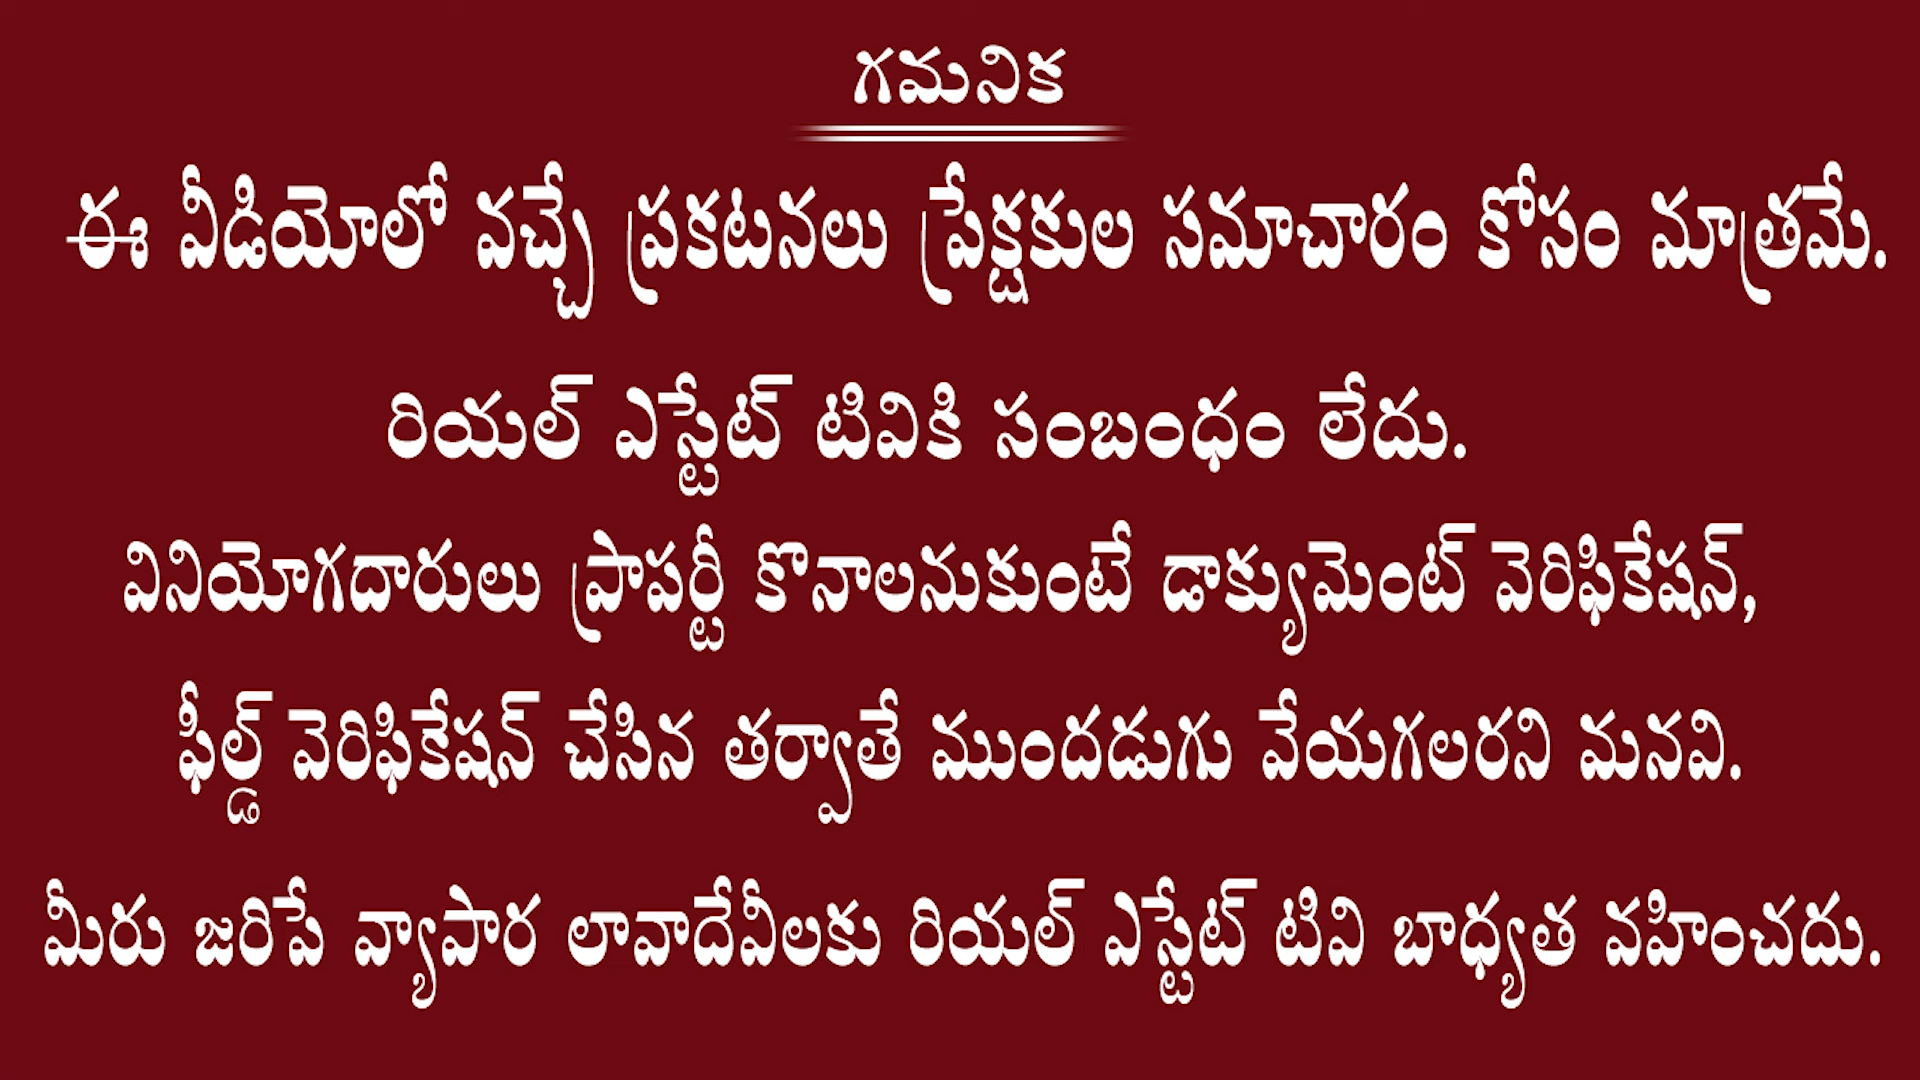 గమనిక
ఈ వీడియోలో వచ్చే ప్రకటనలు ప్రేక్షకుల సమాచారం కోసం మాత్రమే.
రియల్ ఎస్టేట్ టివికి సంబంధం లేదు.
వినియోగదారులు ప్రాపర్టీ కొనాలనుకుంటే డాక్యుమెంట్ వెరిఫికేషన్,
ఫీల్డ్ వెరిఫికేషన్ చేసిన తర్వాతే ముందడుగు వేయగలరని మనవి.
మీరు జరిపే వ్యాపార లావాదేవీలకు రియల్ ఎస్టేట్ టివి బాధ్యత వహించదు.